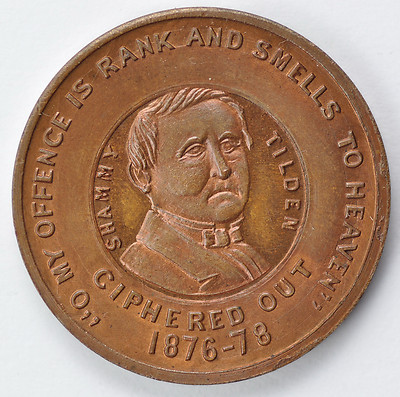 „O MY OFFENCE IS RANK AND SMELLS TO HEAVEN„
SHAMMY TILDEN
CIPHERED OUT
1876-78